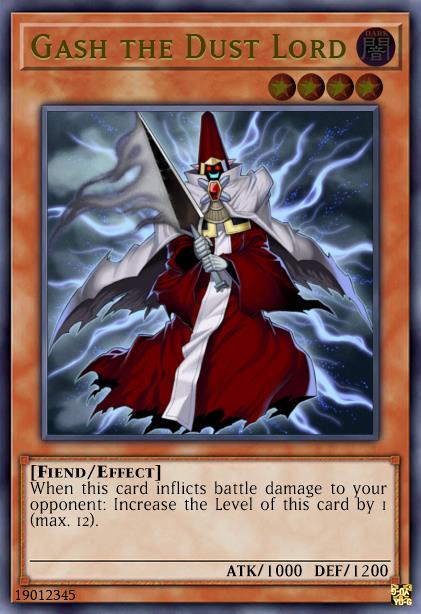 GASH THE DUST LORD
DARK
闇
[FIEND/EFFECT]
When this card inflicts battle damage to your
opponent: Increase the Level of this card by 1
(max. 12).
ATK/1000 DEF/1200
19012345